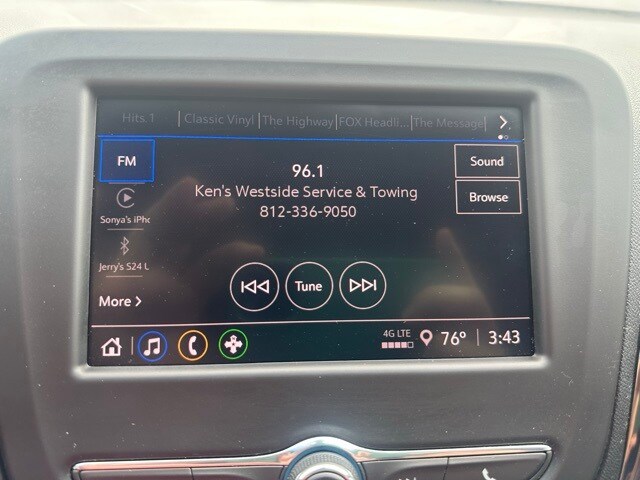 Hits 1 | Classic Vinyl | The Highway | FOX Headli... | The Message
FM
96.1
Sound
Ken's Westside Service & Towing
Browse
812-336-9050
Sonya's iPho
Jerry's S24 U
Tune
More >
4G LTE
76° | 3:43